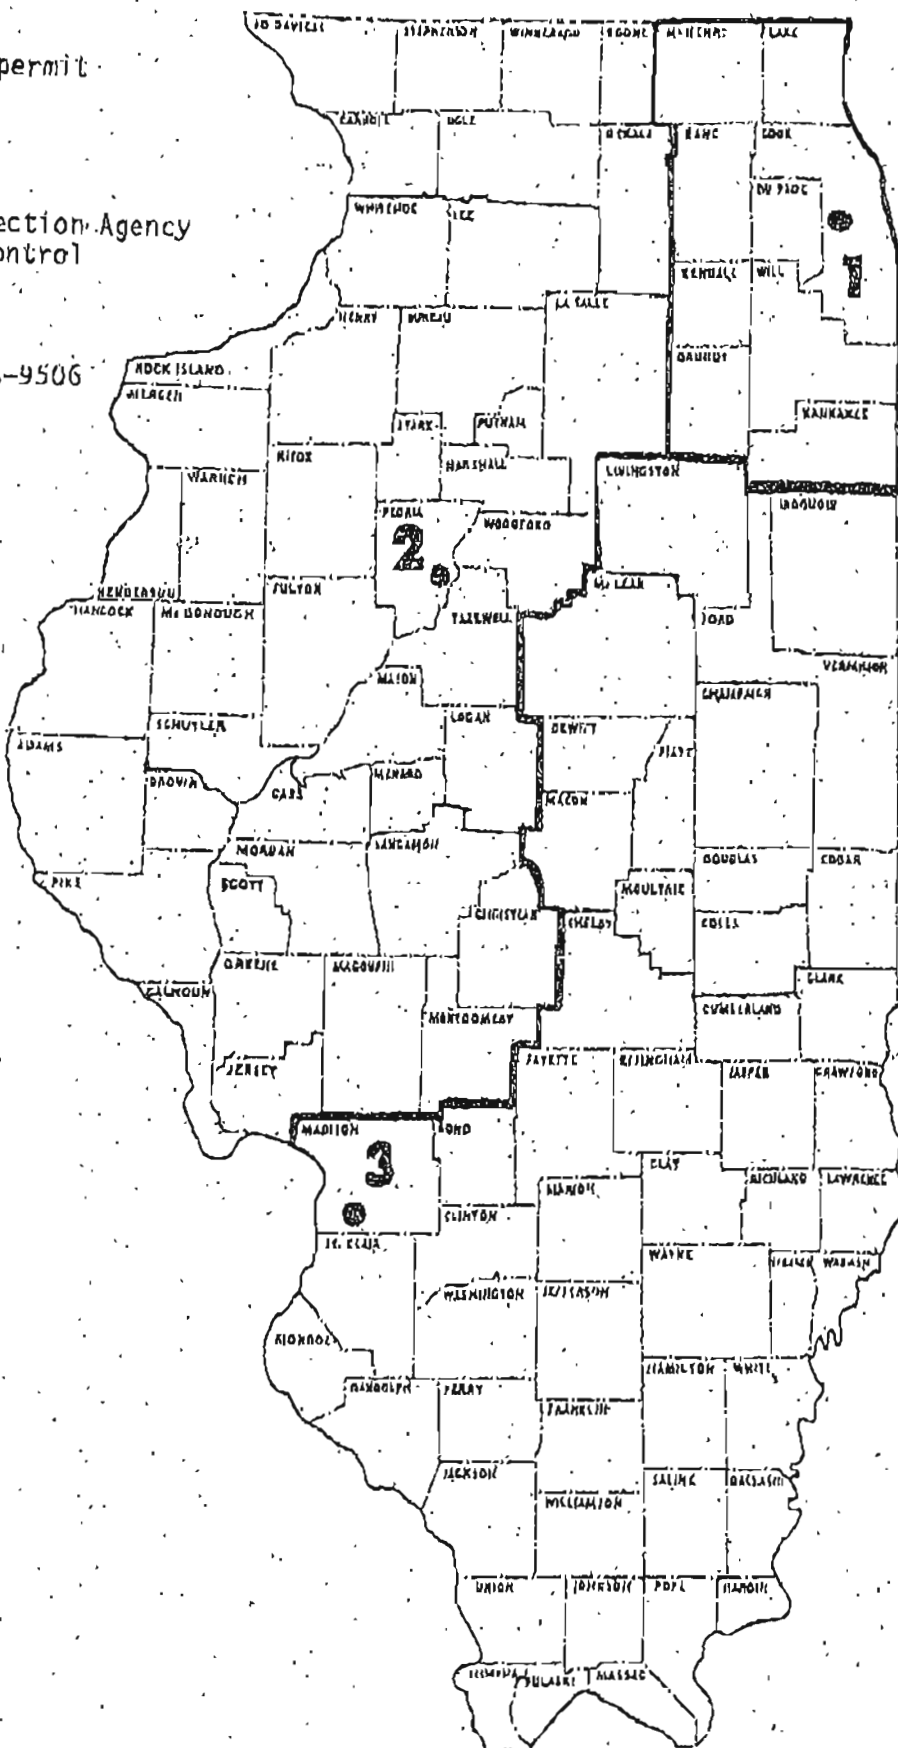 permit
ection Agency
ontrol
-9506
JO DAVIESS
STEPHENSON
WINNEBAGO
BOONE
MCHENRY
LAKE
CARROLL
OGLE
DEKALB
KANE
COOK
DU PAGE
WHITESIDE
LEE
1
KENDALL
WILL
LA SALLE
HENRY
BUREAU
GRUNDY
ROCK ISLAND
MERCER
KANKAKEE
STARK
PUTNAM
KNOX
MARSHALL
LIVINGSTON
WARREN
IROQUOIS
PEORIA
WOODFORD
2
HENDERSON
HANCOCK
McDONOUGH
FULTON
McLEAN
TAZEWELL
FORD
VERMILION
MASON
CHAMPAIGN
LOGAN
SCHUYLER
DEWITT
ADAMS
PIATT
MENARD
BROWN
CASS
MACON
MORGAN
SANGAMON
DOUGLAS
EDGAR
PIKE
SCOTT
MOULTRIE
CHRISTIAN
SHELBY
COLES
GREENE
MACOUPIN
CLARK
CALHOUN
CUMBERLAND
MONTGOMERY
FAYETTE
EFFINGHAM
JERSEY
JASPER
CRAWFORD
MADISON
BOND
3
CLAY
RICHLAND
LAWRENCE
MARION
CLINTON
ST. CLAIR
WAYNE
WABASH
WASHINGTON
JEFFERSON
MONROE
HAMILTON
WHITE
RANDOLPH
PERRY
FRANKLIN
JACKSON
SALINE
GALLATIN
WILLIAMSON
UNION
JOHNSON
POPE
HARDIN
PULASKI
MASSAC